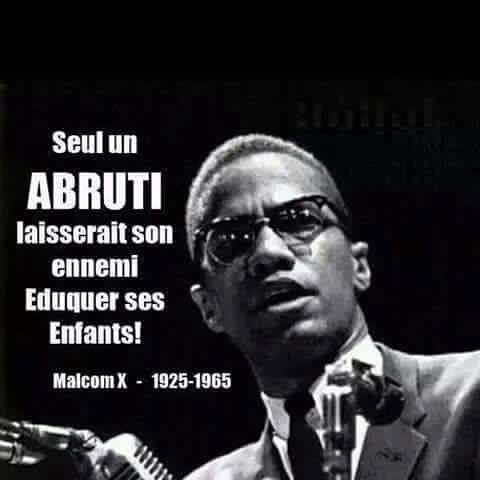 Seul un
ABRUTI
laisserait son
ennemi
Eduquer ses
Enfants!
Malcom X - 1925-1965